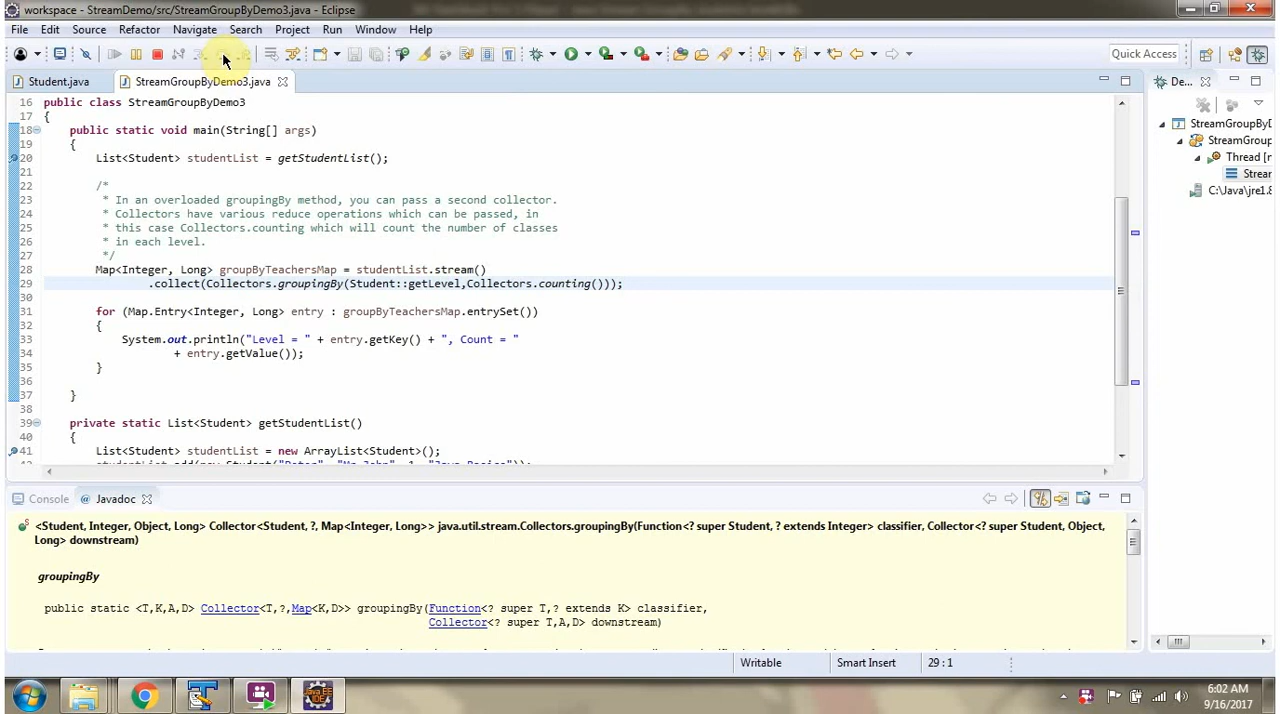 workspace - StreamDemo/src/StreamGroupByDemo3.java - Eclipse
File Edit Source Refactor Navigate Search Project Run Window Help
Quick Access
Student.java StreamGroupByDemo3.java De...
16 public class StreamGroupByDemo3
17 {
18 public static void main(String[] args)
19 {
20 List<Student> studentList = getStudentList();
21
22 /*
23 * In an overloaded groupingBy method, you can pass a second collector.
24 * Collectors have various reduce operations which can be passed, in
25 * this case Collectors.counting which will count the number of classes
26 * in each level.
27 */
28 Map<Integer, Long> groupByTeachersMap = studentList.stream()
29 .collect(Collectors.groupingBy(Student::getLevel,Collectors.counting()));
30
31 for (Map.Entry<Integer, Long> entry : groupByTeachersMap.entrySet())
32 {
33 System.out.println("Level = " + entry.getKey() + ", Count = "
34 + entry.getValue());
35 }
36
37 }
38
39 private static List<Student> getStudentList()
40 {
41 List<Student> studentList = new ArrayList<Student>();
StreamGroupByD
StreamGroup
Thread [
Strear
C:\Java\jre1.8
Console Javadoc
<Student, Integer, Object, Long> Collector<Student, ?, Map<Integer, Long>> java.util.stream.Collectors.groupingBy(Function<? super Student, ? extends Integer> classifier, Collector<? super Student, Object,
Long> downstream)
groupingBy
public static <T,K,A,D> Collector<T,?,Map<K,D>> groupingBy(Function<? super T,? extends K> classifier,
Collector<? super T,A,D> downstream)
Writable Smart Insert 29 : 1
Java EE
IDE
6:02 AM
9/16/2017